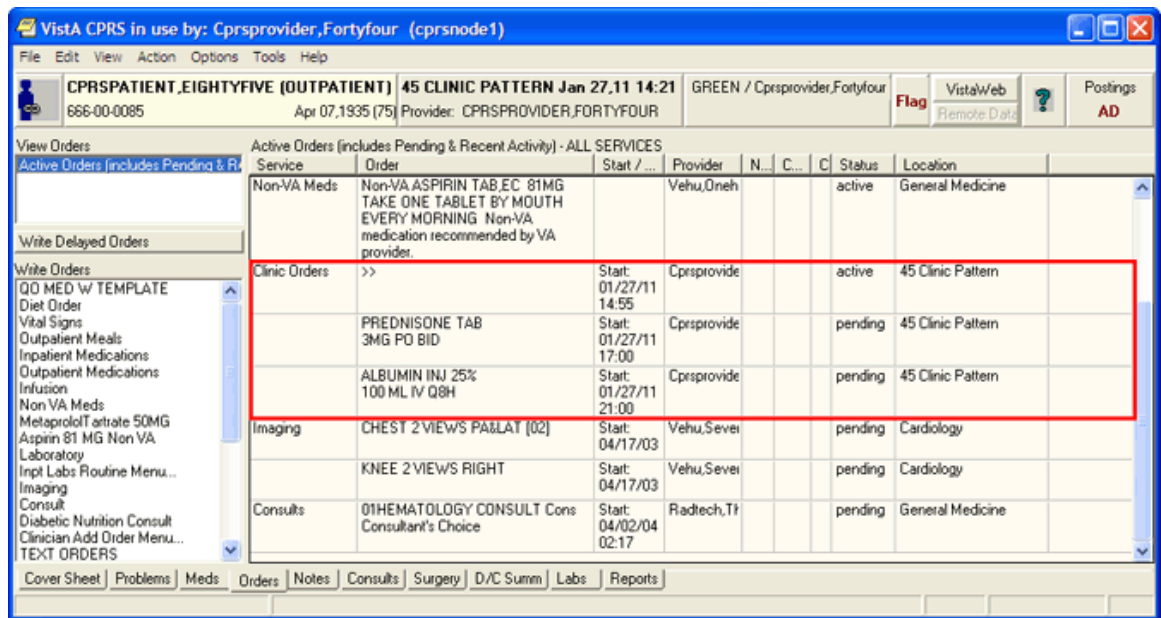 VistA CPRS in use by: Cprsprovider,Fortyfour (cprsnode1)
File Edit View Action Options Tools Help
CPRSPATIENT,EIGHTYFIVE (OUTPATIENT) 45 CLINIC PATTERN Jan 27,11 14:21 GREEN / Cprsprovider,Fortyfour Flag VistaWeb ? Postings
666-00-0085 Apr 07,1935 (75) Provider: CPRSPROVIDER,FORTYFOUR Remote Data AD
View Orders
Active Orders (includes Pending & R
Write Delayed Orders
Write Orders
QO MED W TEMPLATE
Diet Order
Vital Signs
Outpatient Meals
Inpatient Medications
Outpatient Medications
Infusion
Non VA Meds
MetaprololTartrate 50MG
Aspirin 81 MG Non VA
Laboratory
Inpt Labs Routine Menu...
Imaging
Consult
Diabetic Nutrition Consult
Clinician Add Order Menu...
TEXT ORDERS
Active Orders (includes Pending & Recent Activity) - ALL SERVICES
Service Order Start / ... Provider N... C... C Status Location
Non-VA Meds Non-VA ASPIRIN TAB,EC 81MG Vehu,Oneh active General Medicine
TAKE ONE TABLET BY MOUTH
EVERY MORNING Non-VA
medication recommended by VA
provider.
Clinic Orders >> Start: Cprsprovide active 45 Clinic Pattern
01/27/11
14:55
PREDNISONE TAB Start: Cprsprovide pending 45 Clinic Pattern
3MG PO BID 01/27/11
17:00
ALBUMIN INJ 25% Start: Cprsprovide pending 45 Clinic Pattern
100 ML IV Q8H 01/27/11
21:00
Imaging CHEST 2 VIEWS PA&LAT [02] Start: Vehu,Seve pending Cardiology
04/17/03
KNEE 2 VIEWS RIGHT Start: Vehu,Seve pending Cardiology
04/17/03
Consults 01HEMATOLOGY CONSULT Cons Start: Radtech,Th pending General Medicine
Consultant's Choice 04/02/04
02:17
Cover Sheet Problems Meds Orders Notes Consults Surgery D/C Summ Labs Reports